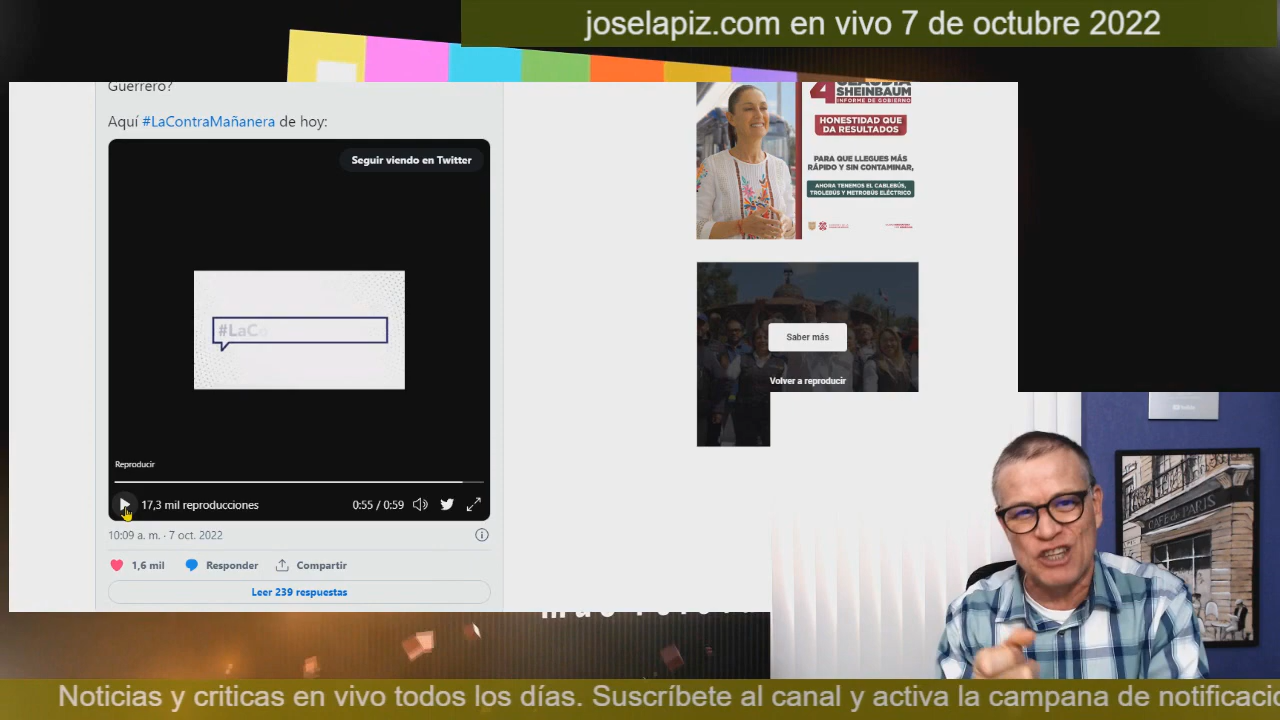 joselapiz.com en vivo 7 de octubre 2022
Guerrero?
Aquí #LaContraMañanera de hoy:
Seguir viendo en Twitter
#LaCo
Reproducir
17,3 mil reproducciones
0:55 / 0:59
10:09 a. m. · 7 oct. 2022
1,6 mil
Responder
Compartir
Leer 239 respuestas
4 CLAUDIA
SHEINBAUM
INFORME DE GOBIERNO
HONESTIDAD QUE
DA RESULTADOS
PARA QUE LLEGUES MÁS
RÁPIDO Y SIN CONTAMINAR,
AHORA TENEMOS EL CABLEBÚS,
TROLEBÚS Y METROBÚS ELÉCTRICO
Saber más
Volver a reproducir
CAFE de PARIS
Noticias y criticas en vivo todos los días. Suscríbete al canal y activa la campana de notificacio